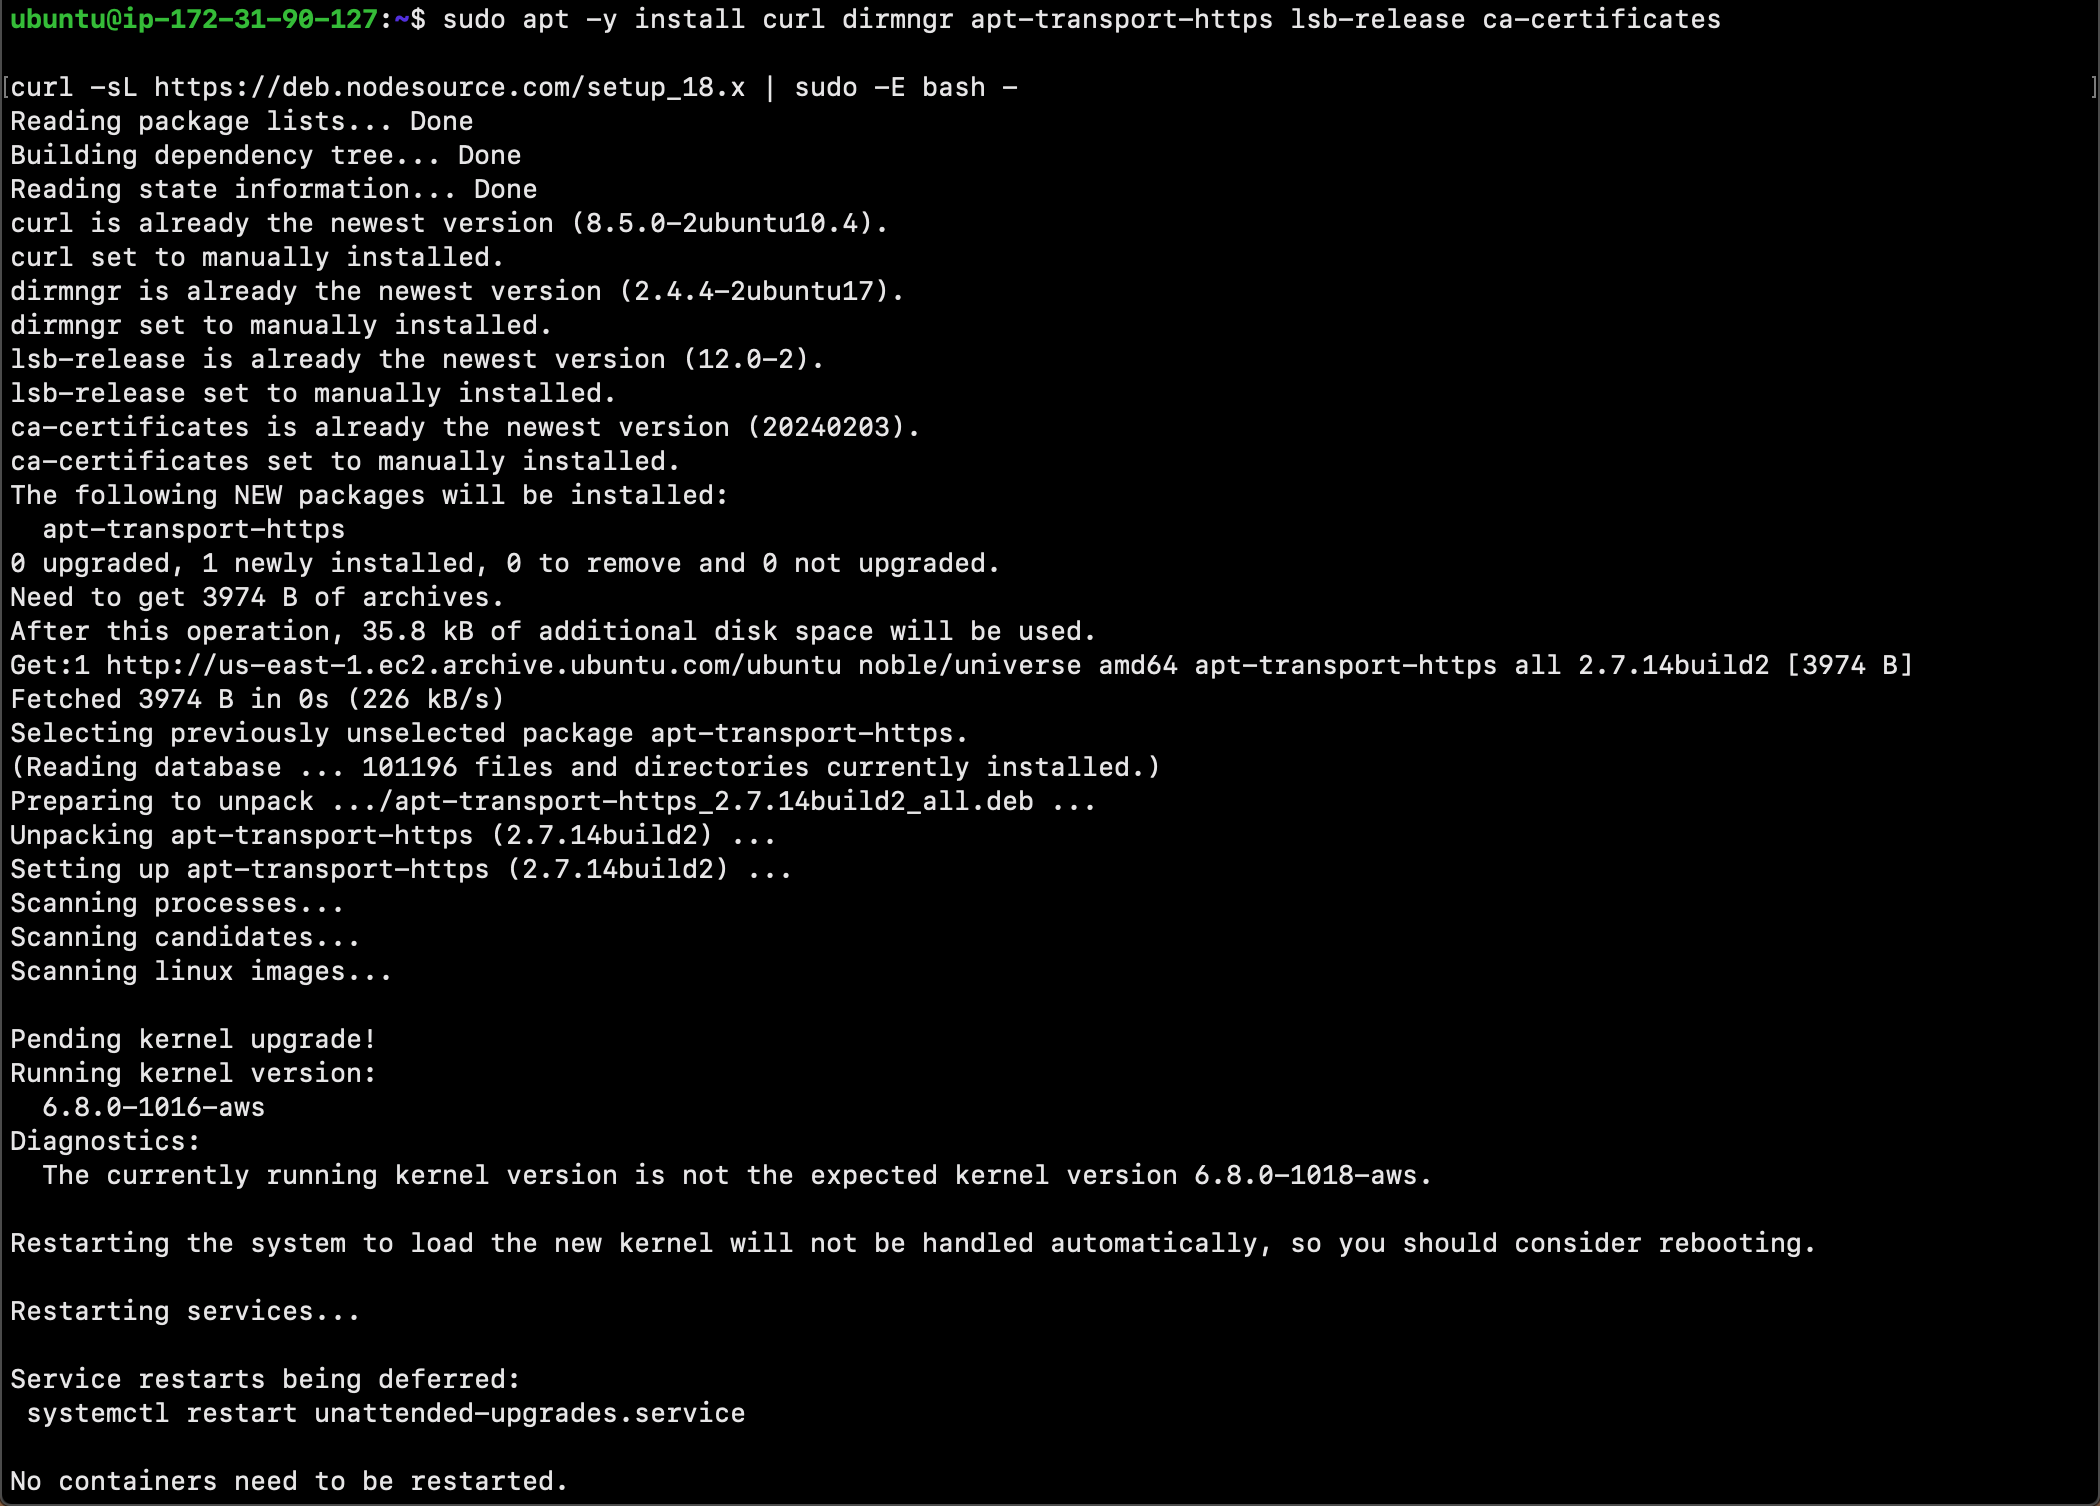 ubuntu@ip-172-31-90-127:~$ sudo apt -y install curl dirmngr apt-transport-https lsb-release ca-certificates
[curl -sL https://deb.nodesource.com/setup_18.x | sudo -E bash - ]
Reading package lists... Done
Building dependency tree... Done
Reading state information... Done
curl is already the newest version (8.5.0-2ubuntu10.4).
curl set to manually installed.
dirmngr is already the newest version (2.4.4-2ubuntu17).
dirmngr set to manually installed.
lsb-release is already the newest version (12.0-2).
lsb-release set to manually installed.
ca-certificates is already the newest version (20240203).
ca-certificates set to manually installed.
The following NEW packages will be installed:
  apt-transport-https
0 upgraded, 1 newly installed, 0 to remove and 0 not upgraded.
Need to get 3974 B of archives.
After this operation, 35.8 kB of additional disk space will be used.
Get:1 http://us-east-1.ec2.archive.ubuntu.com/ubuntu noble/universe amd64 apt-transport-https all 2.7.14build2 [3974 B]
Fetched 3974 B in 0s (226 kB/s)
Selecting previously unselected package apt-transport-https.
(Reading database ... 101196 files and directories currently installed.)
Preparing to unpack .../apt-transport-https_2.7.14build2_all.deb ...
Unpacking apt-transport-https (2.7.14build2) ...
Setting up apt-transport-https (2.7.14build2) ...
Scanning processes...
Scanning candidates...
Scanning linux images...
Pending kernel upgrade!
Running kernel version:
  6.8.0-1016-aws
Diagnostics:
  The currently running kernel version is not the expected kernel version 6.8.0-1018-aws.
Restarting the system to load the new kernel will not be handled automatically, so you should consider rebooting.
Restarting services...
Service restarts being deferred:
 systemctl restart unattended-upgrades.service
No containers need to be restarted.